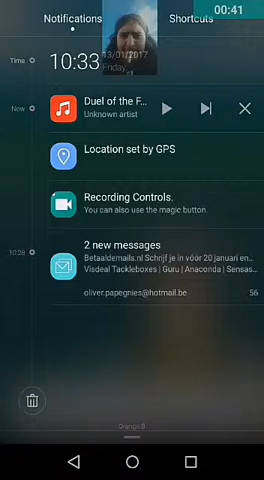 00:41
Notifications
Shortcuts
Time
10:33
13/01/2017
Friday
Now
Duel of the F...
Unknown artist
Location set by GPS
Recording Controls.
You can also use the magic button.
10:28
2 new messages
Betaaldemails.nl Schrijf je in vóór 20 januari en...
Visdeal Tackleboxes | Guru | Anaconda | Sensas...
oliver.papegnies@hotmail.be
56
Orange B